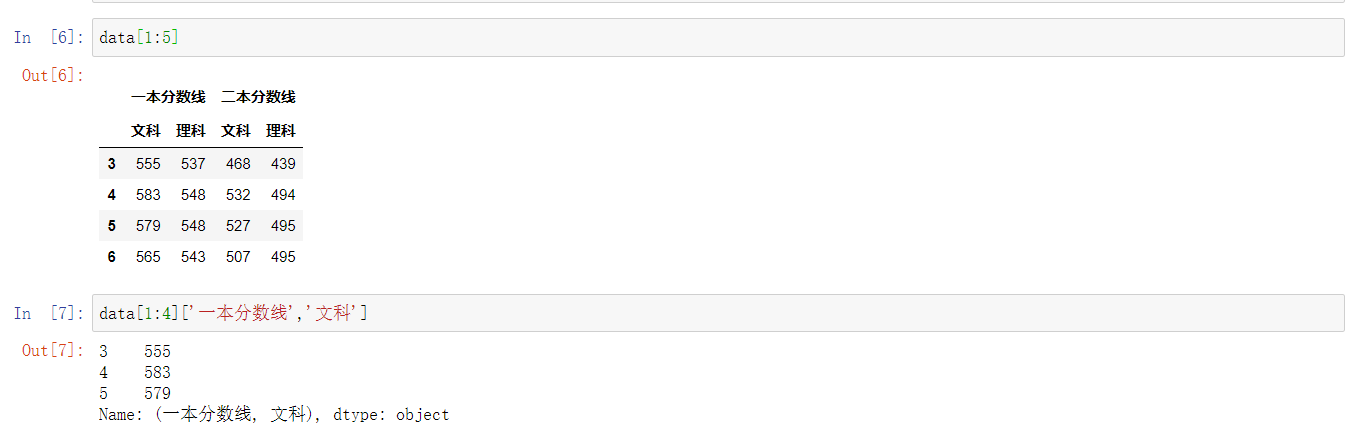 In [6]: data[1:5]
Out[6]:
一本分数线 二本分数线
文科 理科 文科 理科
3 555 537 468 439
4 583 548 532 494
5 579 548 527 495
6 565 543 507 495
In [7]: data[1:4]['一本分数线','文科']
Out[7]: 3 555
4 583
5 579
Name: (一本分数线, 文科), dtype: object